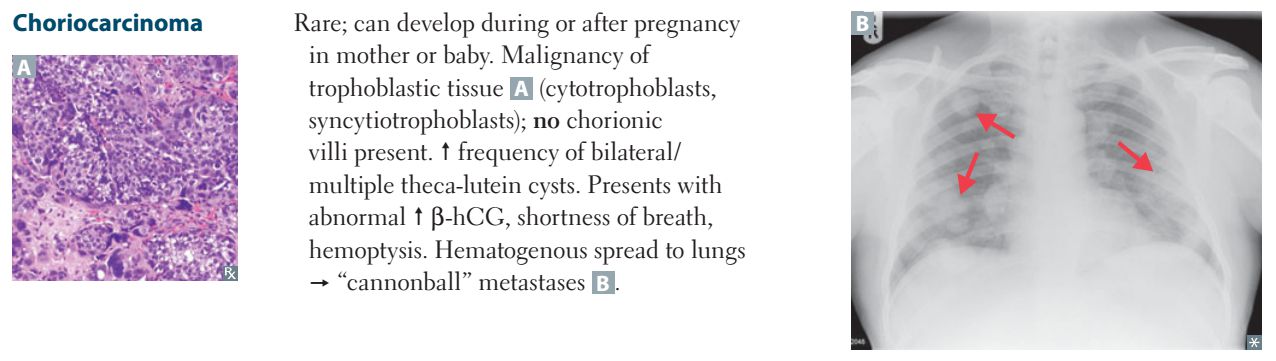 Choriocarcinoma
A
℞
Rare; can develop during or after pregnancy
in mother or baby. Malignancy of
trophoblastic tissue A (cytotrophoblasts,
syncytiotrophoblasts); no chorionic
villi present. ↑ frequency of bilateral/
multiple theca-lutein cysts. Presents with
abnormal ↑ β-hCG, shortness of breath,
hemoptysis. Hematogenous spread to lungs
→ “cannonball” metastases B.
B
R
2048
*